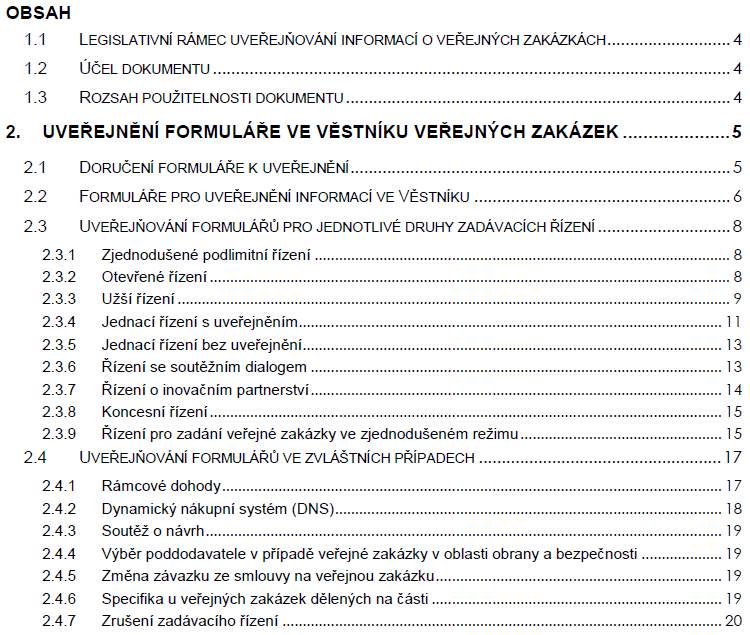 OBSAH
1.1 LEGISLATIVNÍ RÁMEC UVEŘEJŇOVÁNÍ INFORMACÍ O VEŘEJNÝCH ZAKÁZKÁCH 4
1.2 ÚČEL DOKUMENTU 4
1.3 ROZSAH POUŽITELNOSTI DOKUMENTU 4
2. UVEŘEJNĚNÍ FORMULÁŘE VE VĚSTNÍKU VEŘEJNÝCH ZAKÁZEK 5
2.1 DORUČENÍ FORMULÁŘE K UVEŘEJNĚNÍ 5
2.2 FORMULÁŘE PRO UVEŘEJNĚNÍ INFORMACÍ VE VĚSTNÍKU 6
2.3 UVEŘEJŇOVÁNÍ FORMULÁŘŮ PRO JEDNOTLIVÉ DRUHY ZADÁVACÍCH ŘÍZENÍ 8
2.3.1 Zjednodušené podlimitní řízení 8
2.3.2 Otevřené řízení 8
2.3.3 Užší řízení 9
2.3.4 Jednací řízení s uveřejněním 11
2.3.5 Jednací řízení bez uveřejnění 13
2.3.6 Řízení se soutěžním dialogem 13
2.3.7 Řízení o inovačním partnerství 14
2.3.8 Koncesní řízení 15
2.3.9 Řízení pro zadání veřejné zakázky ve zjednodušeném režimu 15
2.4 UVEŘEJŇOVÁNÍ FORMULÁŘŮ VE ZVLÁŠTNÍCH PŘÍPADECH 17
2.4.1 Rámcové dohody 17
2.4.2 Dynamický nákupní systém (DNS) 18
2.4.3 Soutěž o návrh 19
2.4.4 Výběr poddodavatele v případě veřejné zakázky v oblasti obrany a bezpečnosti 19
2.4.5 Změna závazku ze smlouvy na veřejnou zakázku 19
2.4.6 Specifika u veřejných zakázek dělených na části 19
2.4.7 Zrušení zadávacího řízení 20